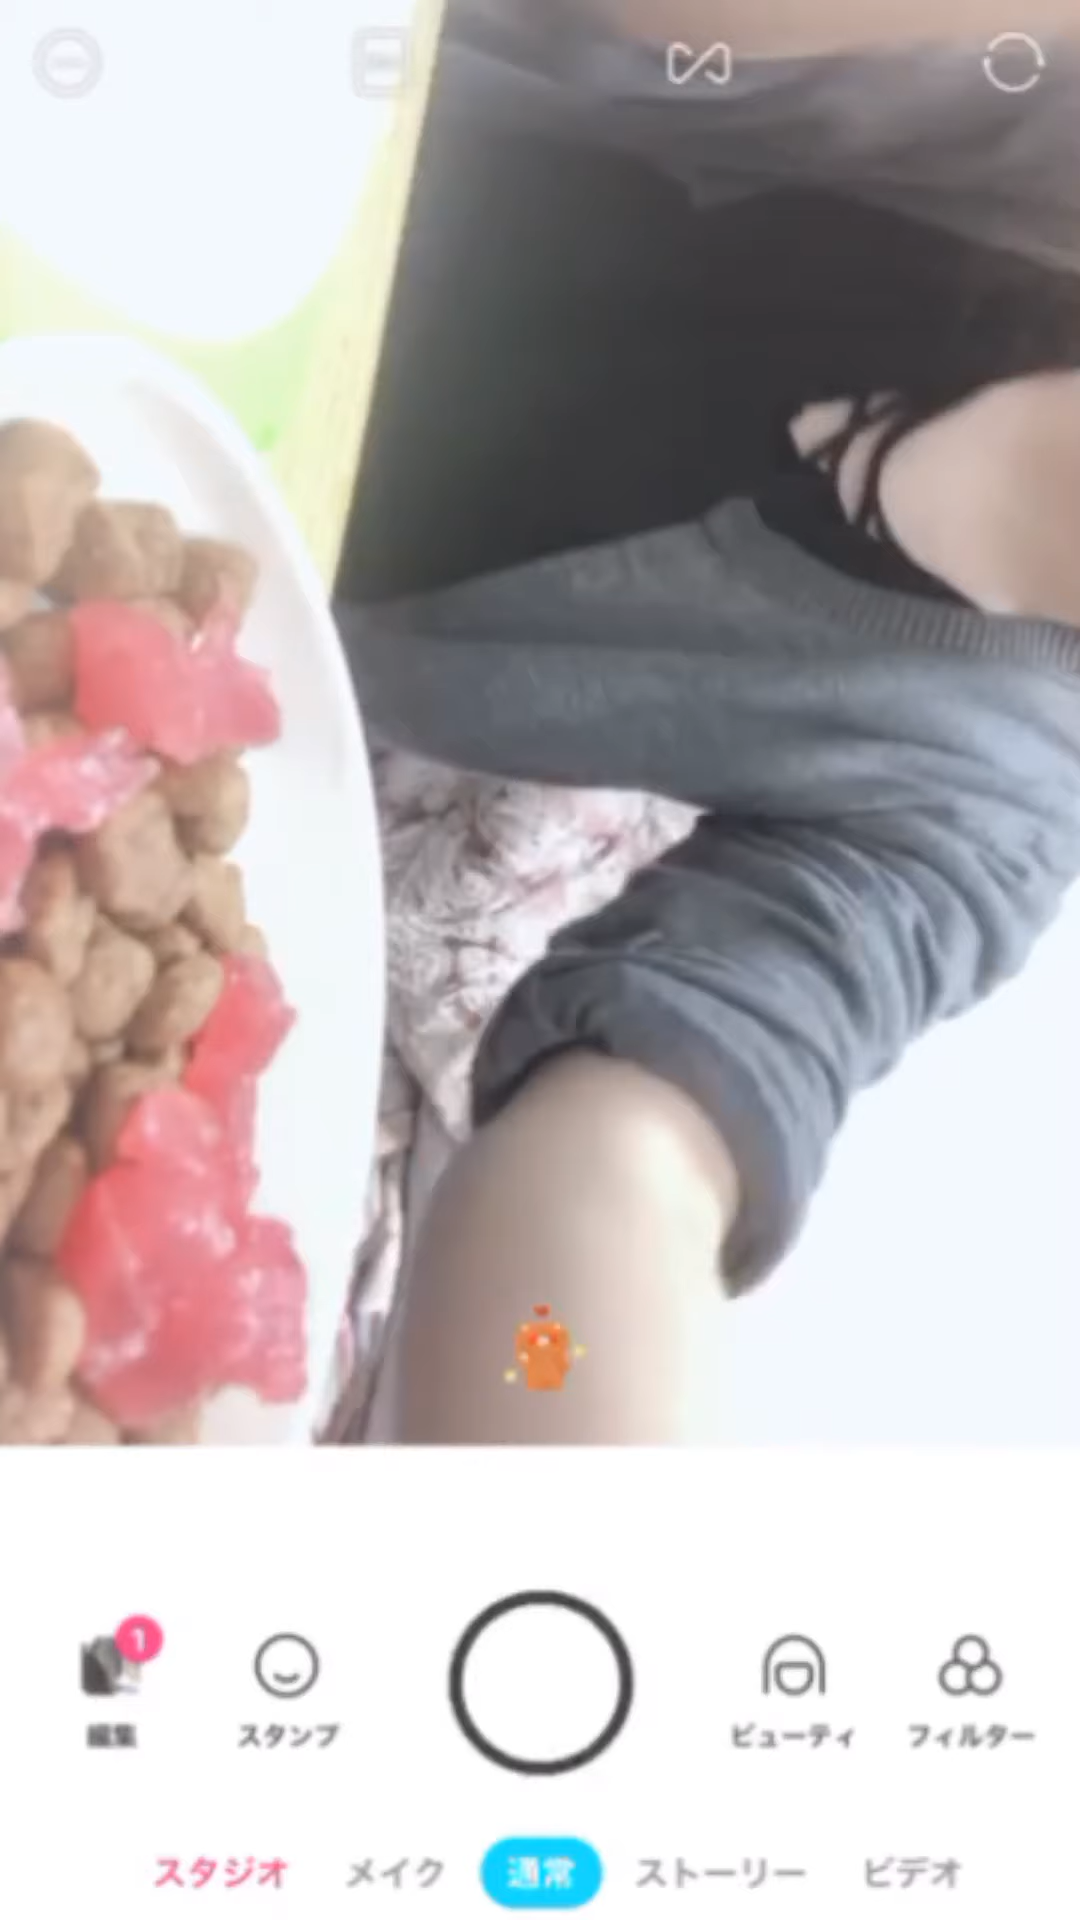 1
編集
スタンプ
ビューティ
フィルター
スタジオ
メイク
通常
ストーリー
ビデオ